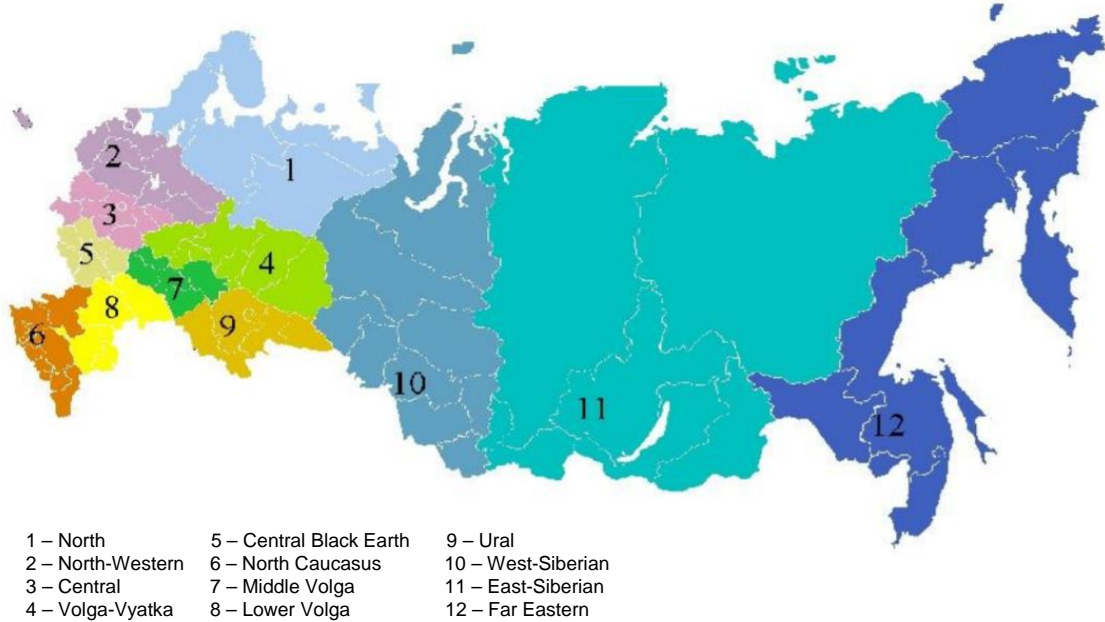 1
2
3
4
5
6
7
8
9
10
11
12
1 – North
2 – North-Western
3 – Central
4 – Volga-Vyatka
5 – Central Black Earth
6 – North Caucasus
7 – Middle Volga
8 – Lower Volga
9 – Ural
10 – West-Siberian
11 – East-Siberian
12 – Far Eastern